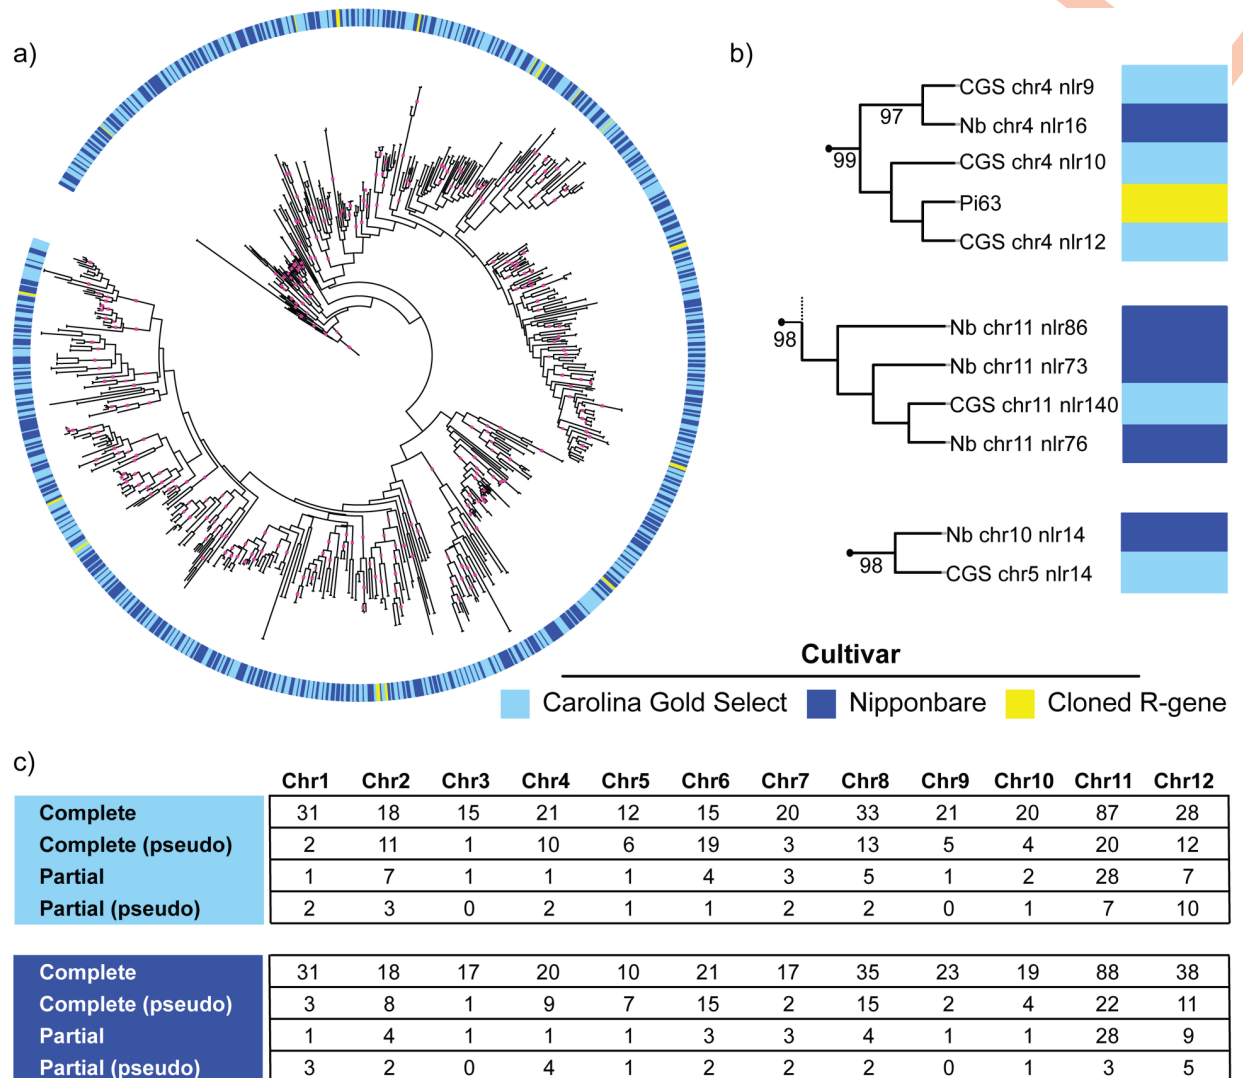 a)
b)
CGS chr4 nlr9
97
Nb chr4 nlr16
99
CGS chr4 nlr10
Pi63
CGS chr4 nlr12
98
Nb chr11 nlr86
Nb chr11 nlr73
CGS chr11 nlr140
Nb chr11 nlr76
Nb chr10 nlr14
98
CGS chr5 nlr14
Cultivar
Carolina Gold Select Nipponbare Cloned R-gene
c)
Chr1 Chr2 Chr3 Chr4 Chr5 Chr6 Chr7 Chr8 Chr9 Chr10 Chr11 Chr12
Complete 31 18 15 21 12 15 20 33 21 20 87 28
Complete (pseudo) 2 11 1 10 6 19 3 13 5 4 20 12
Partial 1 7 1 1 1 4 3 5 1 2 28 7
Partial (pseudo) 2 3 0 2 1 1 2 2 0 1 7 10
Complete 31 18 17 20 10 21 17 35 23 19 88 38
Complete (pseudo) 3 8 1 9 7 15 2 15 2 4 22 11
Partial 1 4 1 1 1 3 3 4 1 1 28 9
Partial (pseudo) 3 2 0 4 1 2 2 2 0 1 3 5